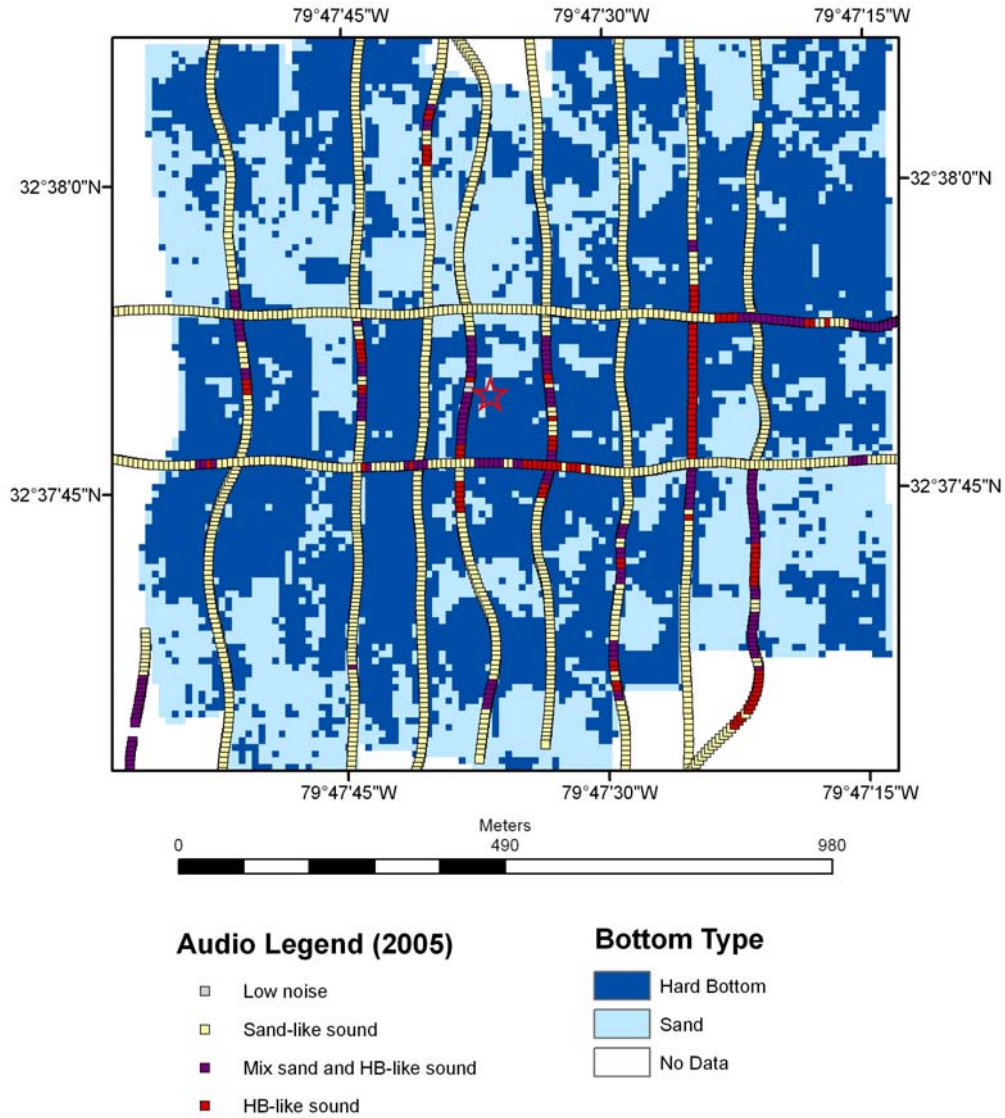 79°47'45"W 79°47'30"W 79°47'15"W
32°38'0"N 32°38'0"N
32°37'45"N 32°37'45"N
79°47'45"W 79°47'30"W 79°47'15"W
Meters
0 490 980
Audio Legend (2005)
Low noise
Sand-like sound
Mix sand and HB-like sound
HB-like sound
Bottom Type
Hard Bottom
Sand
No Data